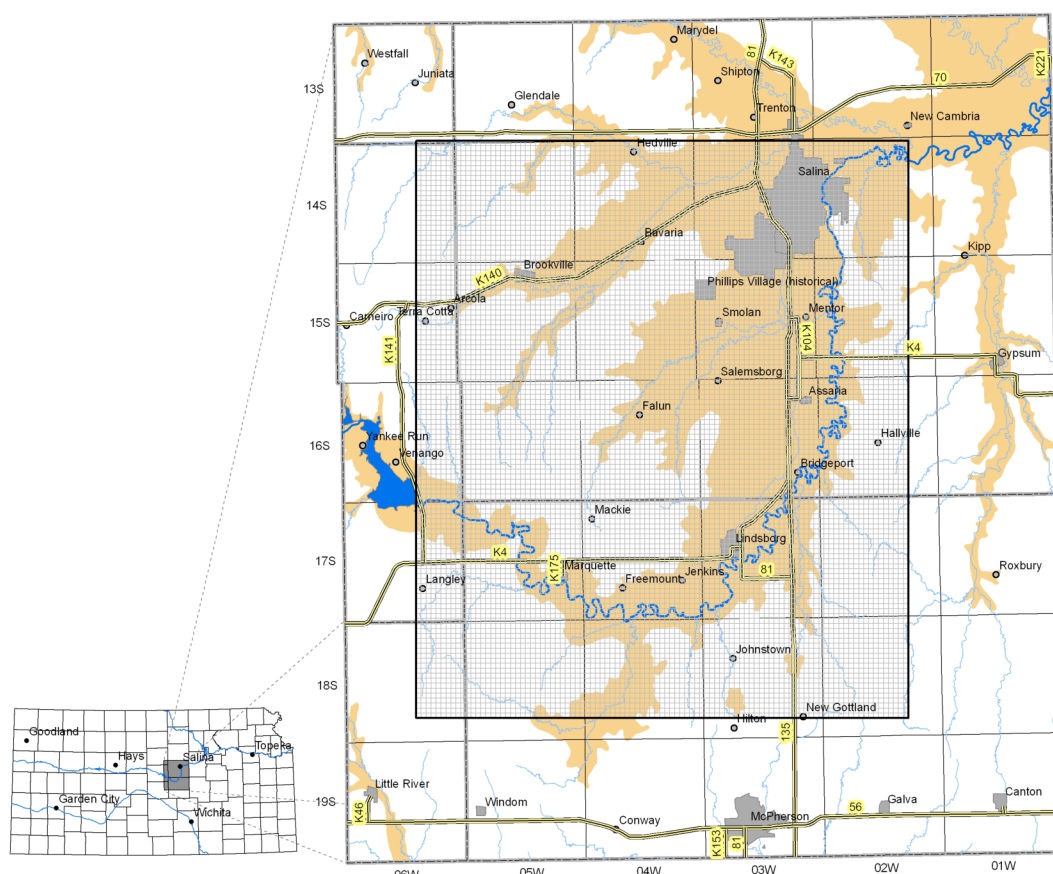 Marydel
Westfall
81
K143
K221
Juniata
Shipton
70
13S
Glendale
Trenton
New Cambria
Hedville
Salina
14S
Bavaria
Kipp
Brookville
K140
Phillips Village (historical)
Arcola
Terra Cotta
Carneiro
15S
Smolan
Mentor
K104
K141
K4
Gypsum
Salemsborg
Assaria
Falun
Yankee Run
Hallville
16S
Venango
Bridgeport
Mackie
Lindsborg
K4
17S
K175
Marquette
Jenkins
81
Roxbury
Langley
Freemount
Johnstown
18S
New Gottland
Hilton
135
Goodland
Hays
Salina
Topeka
Garden City
Wichita
Little River
19S
K46
Windom
56
Galva
Canton
Conway
McPherson
K153
81
06W
05W
04W
03W
02W
01W